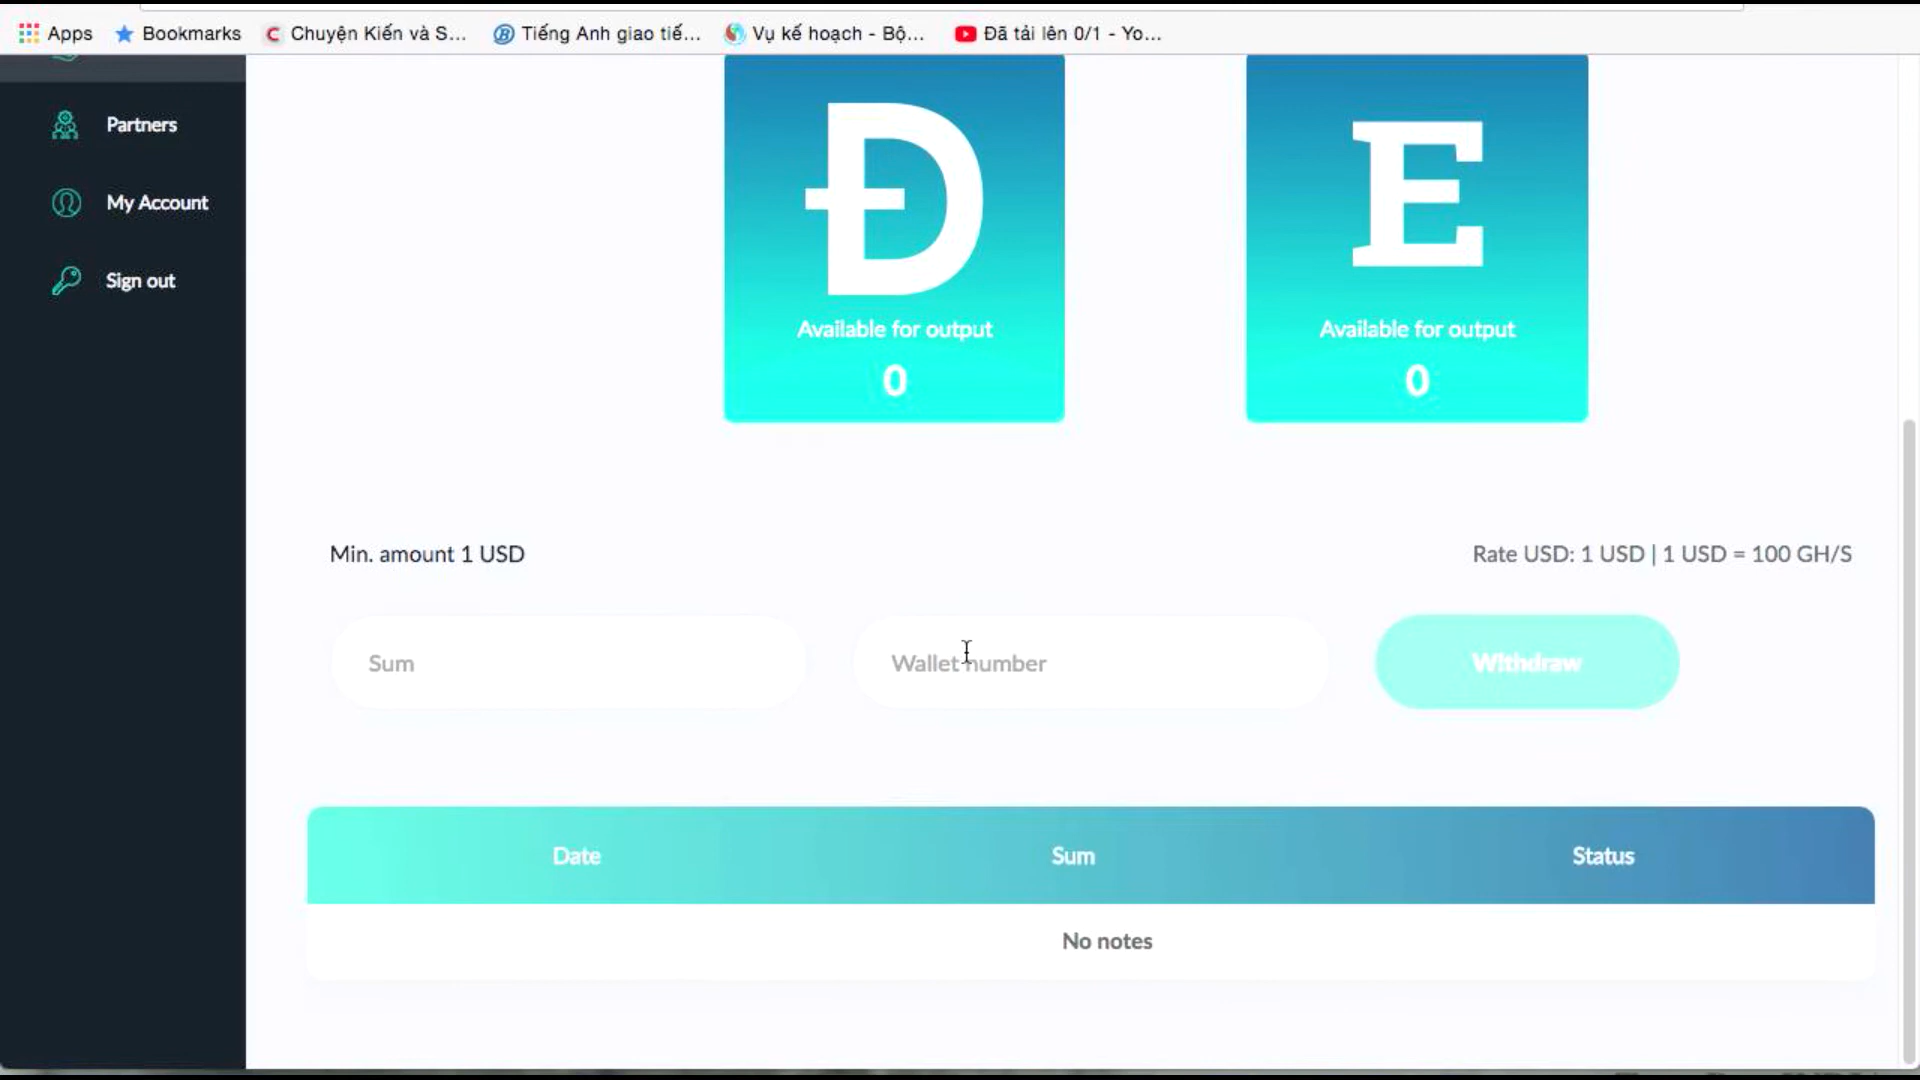 Apps
Bookmarks
Chuyện Kiến và S...
Tiếng Anh giao tiế...
Vụ kế hoạch - Bộ...
Đã tải lên 0/1 - Yo...
Partners
My Account
Sign out
Đ
Available for output
0
E
Available for output
0
Min. amount 1 USD
Rate USD: 1 USD | 1 USD = 100 GH/S
Sum
Wallet number
Withdraw
Date
Sum
Status
No notes